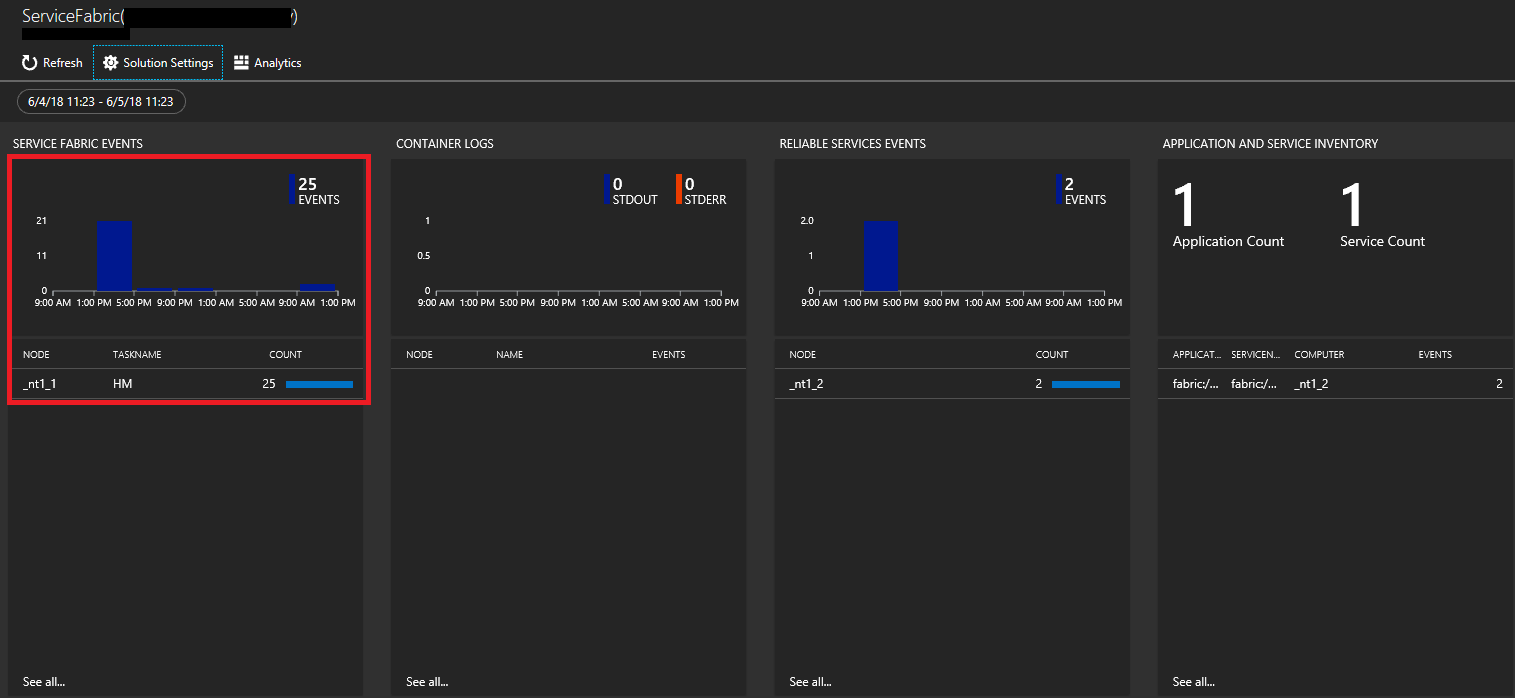 ServiceFabric( )
Refresh Solution Settings Analytics
6/4/18 11:23 - 6/5/18 11:23
SERVICE FABRIC EVENTS
25
EVENTS
21
11
0
9:00 AM 1:00 PM 5:00 PM 9:00 PM 1:00 AM 5:00 AM 9:00 AM 1:00 PM
NODE TASKNAME COUNT
_nt1_1 HM 25
See all...
CONTAINER LOGS
0 0
STDOUT STDERR
1
0.5
0
9:00 AM 1:00 PM 5:00 PM 9:00 PM 1:00 AM 5:00 AM 9:00 AM 1:00 PM
NODE NAME EVENTS
See all...
RELIABLE SERVICES EVENTS
2
EVENTS
2.0
1
0
9:00 AM 1:00 PM 5:00 PM 9:00 PM 1:00 AM 5:00 AM 9:00 AM 1:00 PM
NODE COUNT
_nt1_2 2
See all...
APPLICATION AND SERVICE INVENTORY
1 1
Application Count Service Count
APPLICAT... SERVICEN... COMPUTER EVENTS
fabric:/... fabric:/... _nt1_2 2
See all...